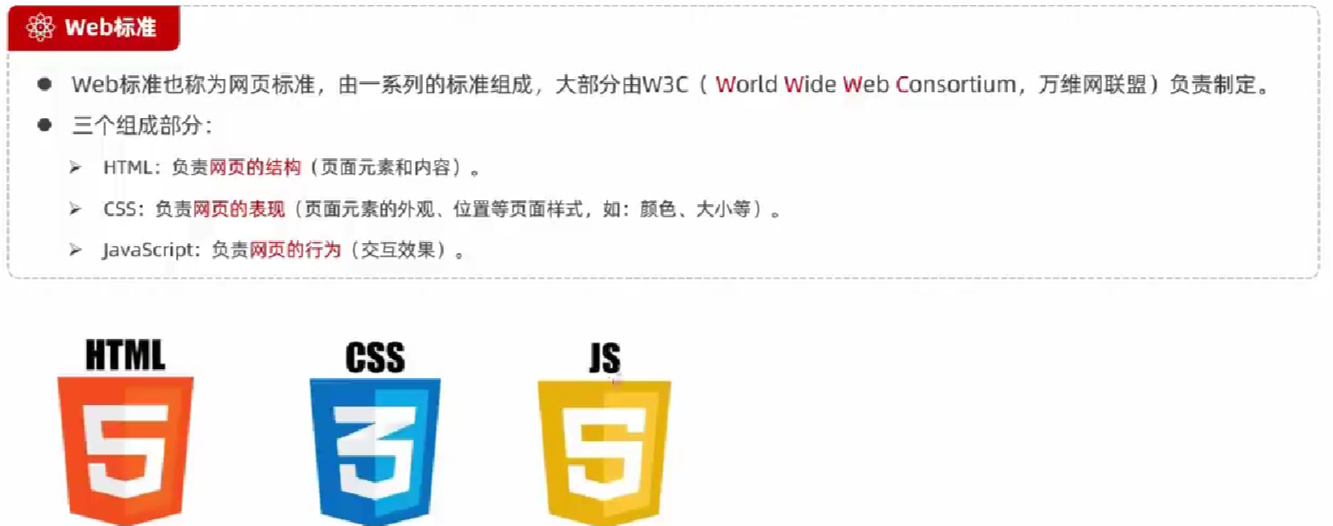 Web标准
● Web标准也称为网页标准，由一系列的标准组成，大部分由W3C（ World Wide Web Consortium，万维网联盟）负责制定。
● 三个组成部分：
➢ HTML：负责网页的结构（页面元素和内容）。
➢ CSS：负责网页的表现（页面元素的外观、位置等页面样式，如：颜色、大小等）。
➢ JavaScript：负责网页的行为（交互效果）。
HTML CSS JS
5 3 5